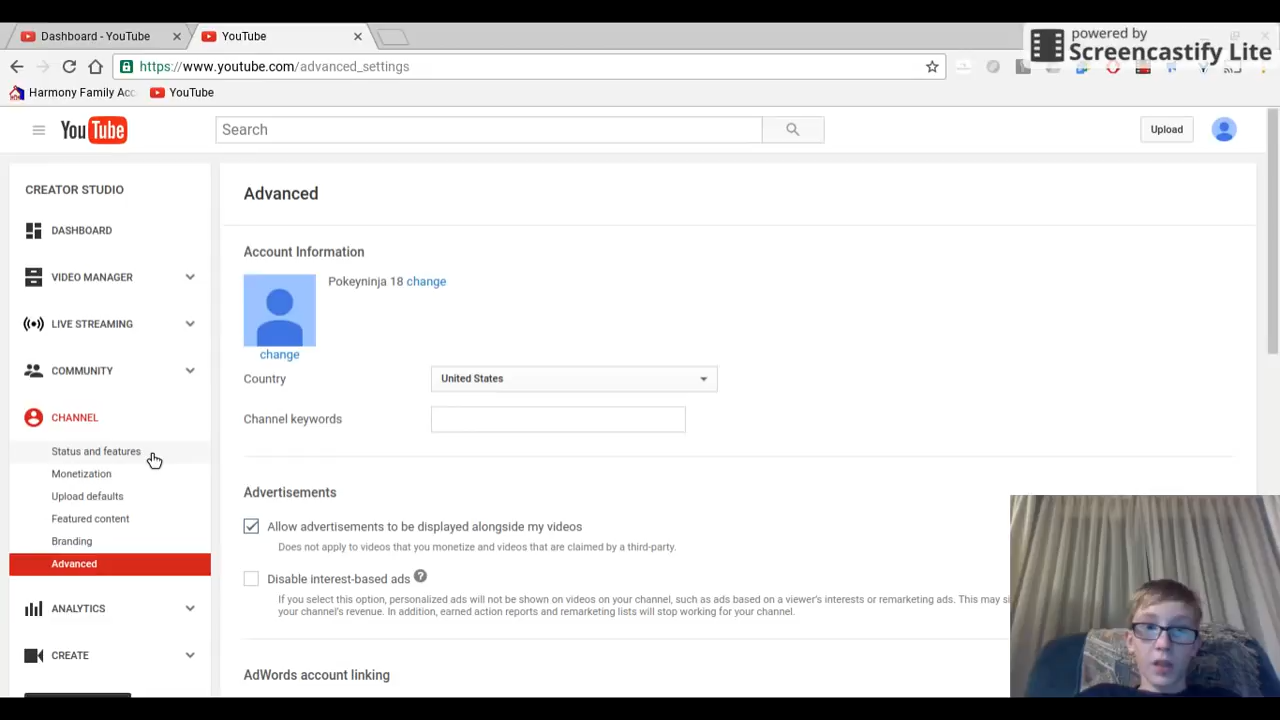 Dashboard - YouTube
YouTube
powered by
Screencastify Lite
https://www.youtube.com/advanced_settings
Harmony Family Acc
YouTube
YouTube
Search
Upload
CREATOR STUDIO
DASHBOARD
VIDEO MANAGER
LIVE STREAMING
COMMUNITY
CHANNEL
Status and features
Monetization
Upload defaults
Featured content
Branding
Advanced
ANALYTICS
CREATE
Advanced
Account Information
Pokeyninja 18 change
change
Country
United States
Channel keywords
Advertisements
Allow advertisements to be displayed alongside my videos
Does not apply to videos that you monetize and videos that are claimed by a third-party.
Disable interest-based ads ?
If you select this option, personalized ads will not be shown on videos on your channel, such as ads based on a viewer's interests or remarketing ads. This may si
your channel's revenue. In addition, earned action reports and remarketing lists will stop working for your channel.
AdWords account linking